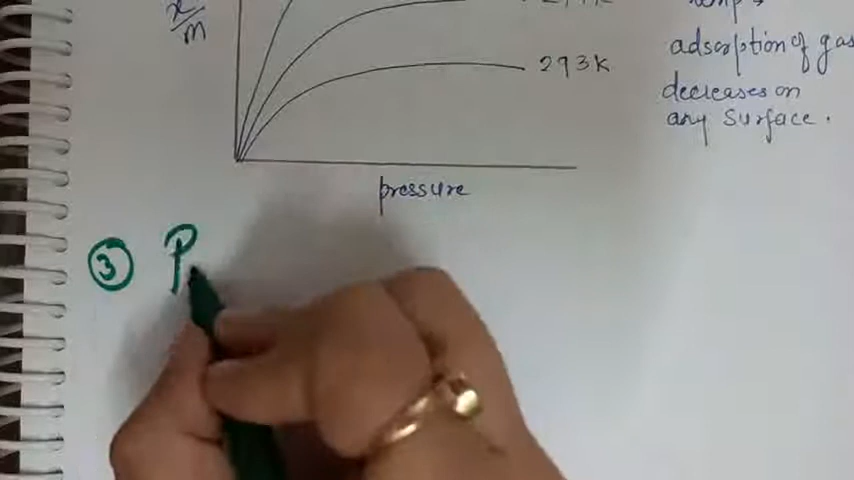 x/m
293K
pressure
adsorption of gas
decreases on
any surface.
③ P